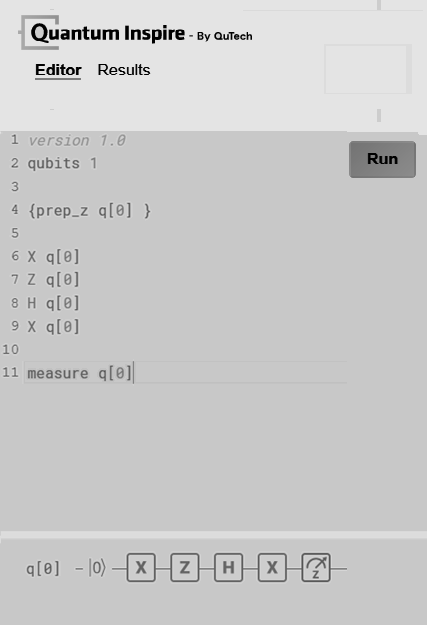 Quantum Inspire - By QuTech
Editor Results
Run
1 version 1.0
2 qubits 1
3
4 {prep_z q[0] }
5
6 X q[0]
7 Z q[0]
8 H q[0]
9 X q[0]
10
11 measure q[0]
q[0] - |0⟩ X Z H X Z